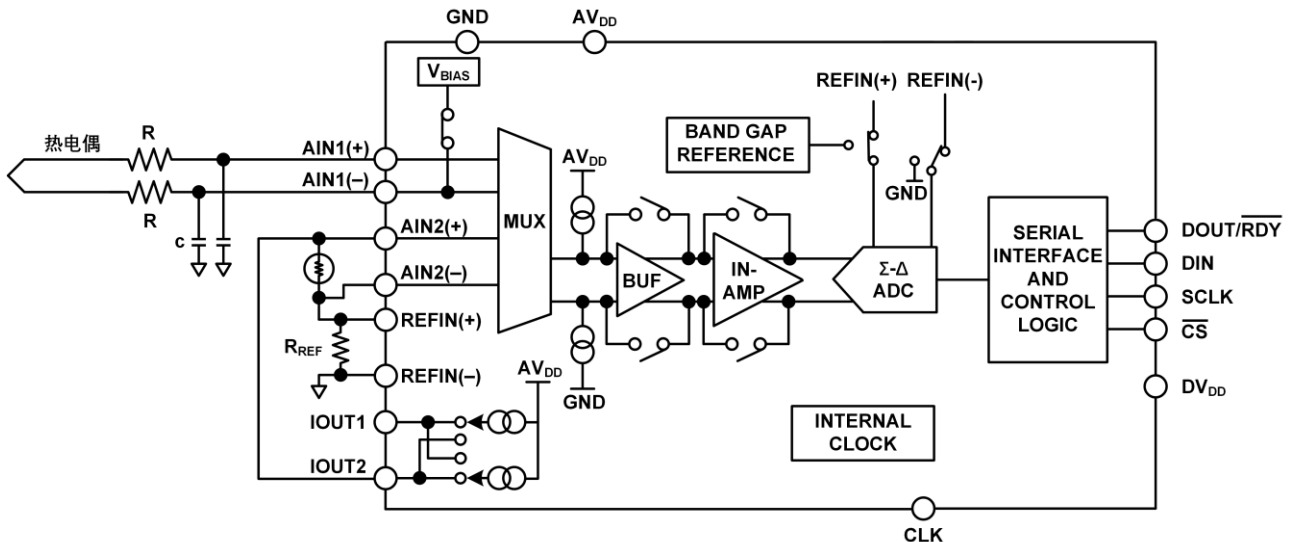 GND
AVDD
VBIAS
REFIN(+)
REFIN(-)
热电偶
R
AIN1(+)
BAND GAP
REFERENCE
AVDD
GND
AIN1(–)
R
MUX
c
AIN2(+)
SERIAL
INTERFACE
AND
CONTROL
LOGIC
DOUT/RDY
DIN
SCLK
CS
BUF
IN-
AMP
Σ-Δ
ADC
AIN2(–)
REFIN(+)
RREF
REFIN(–)
AVDD
GND
DVDD
IOUT1
INTERNAL
CLOCK
IOUT2
CLK